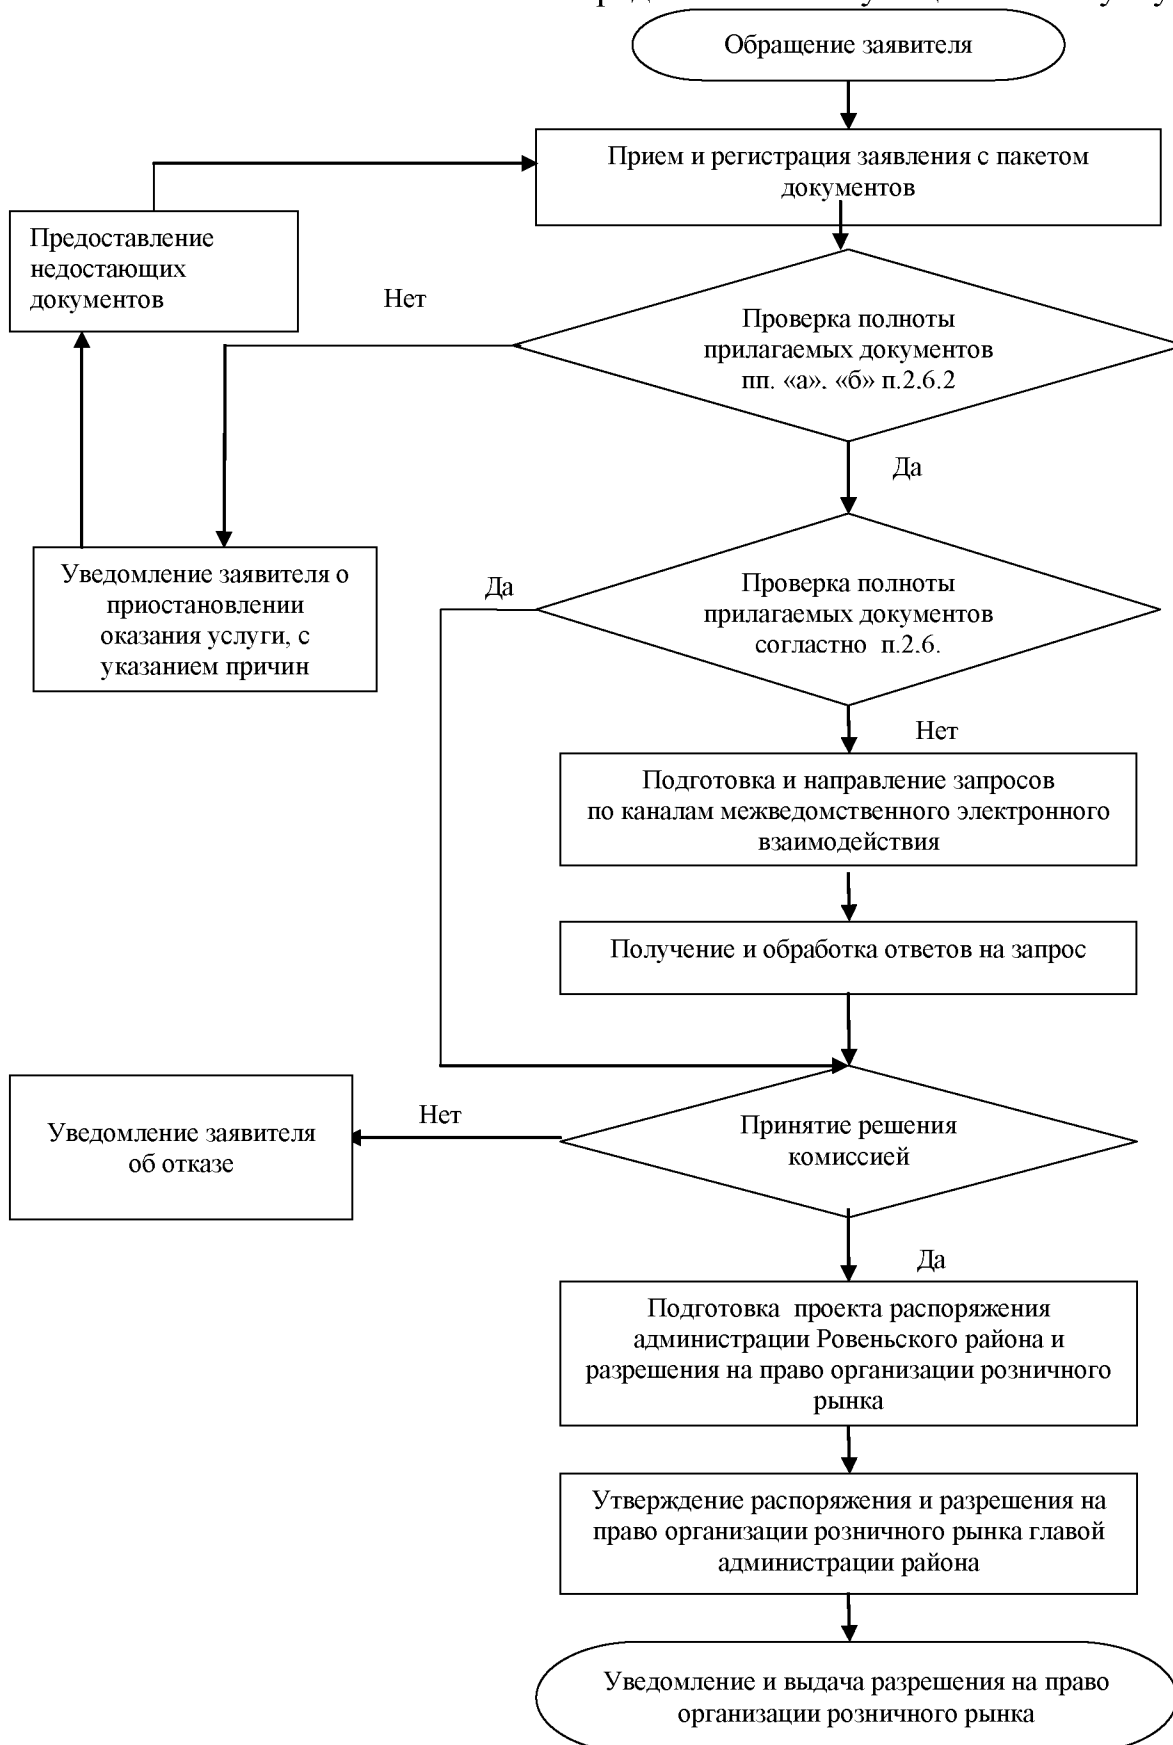 Обращение заявителя
Прием и регистрация заявления с пакетом
документов
Предоставление
недостающих
документов
Нет
Проверка полноты
прилагаемых документов
пп. «а», «б» п.2.6.2
Да
Уведомление заявителя о
приостановлении
оказания услуги, с
указанием причин
Да
Проверка полноты
прилагаемых документов
согластно п.2.6.
Нет
Подготовка и направление запросов
по каналам межведомственного электронного
взаимодействия
Получение и обработка ответов на запрос
Уведомление заявителя
об отказе
Нет
Принятие решения
комиссией
Да
Подготовка проекта распоряжения
администрации Ровеньского района и
разрешения на право организации розничного
рынка
Утверждение распоряжения и разрешения на
право организации розничного рынка главой
администрации района
Уведомление и выдача разрешения на право
организации розничного рынка